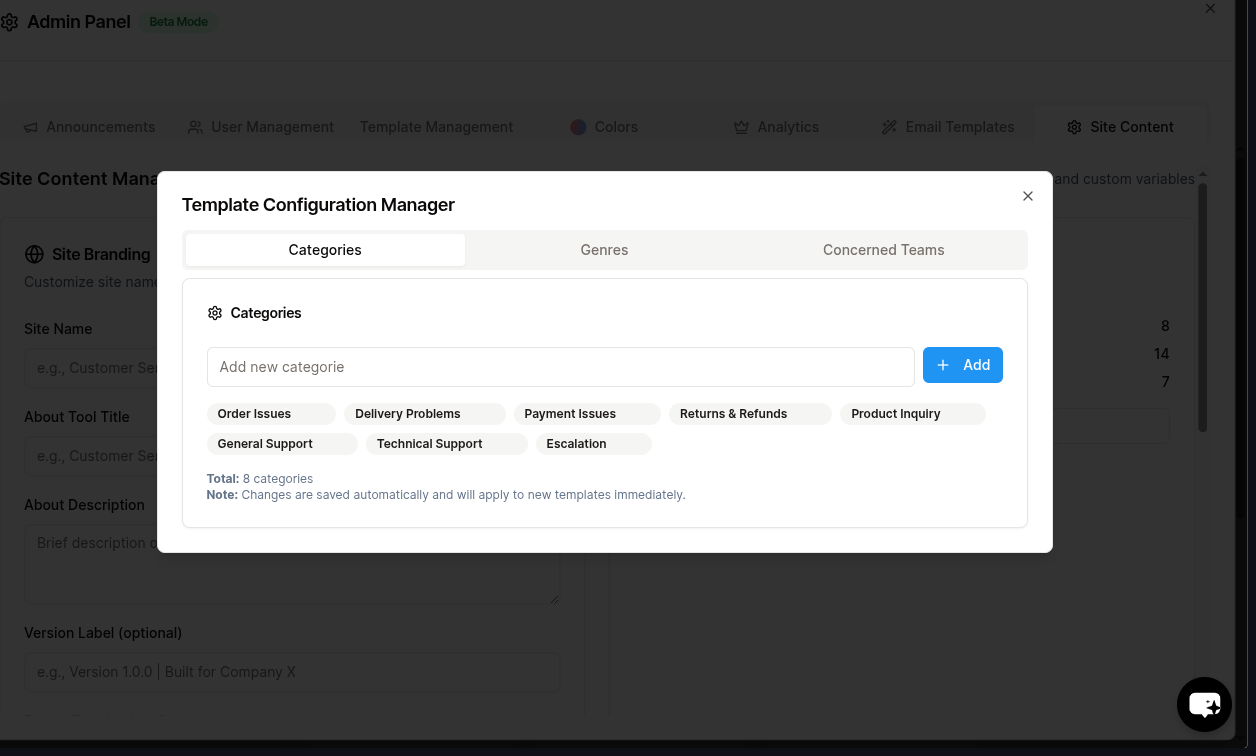 Admin Panel Beta Mode
Announcements User Management Template Management Colors Analytics Email Templates Site Content
Site Content Mana
and custom variables
Template Configuration Manager
Categories Genres Concerned Teams
Categories
Add new categorie
Add
Order Issues Delivery Problems Payment Issues Returns & Refunds Product Inquiry
General Support Technical Support Escalation
Total: 8 categories
Note: Changes are saved automatically and will apply to new templates immediately.
Site Branding
Customize site name
Site Name
e.g., Customer Se
About Tool Title
e.g., Customer Se
About Description
Brief description o
Version Label (optional)
e.g., Version 1.0.0 | Built for Company X
8
14
7